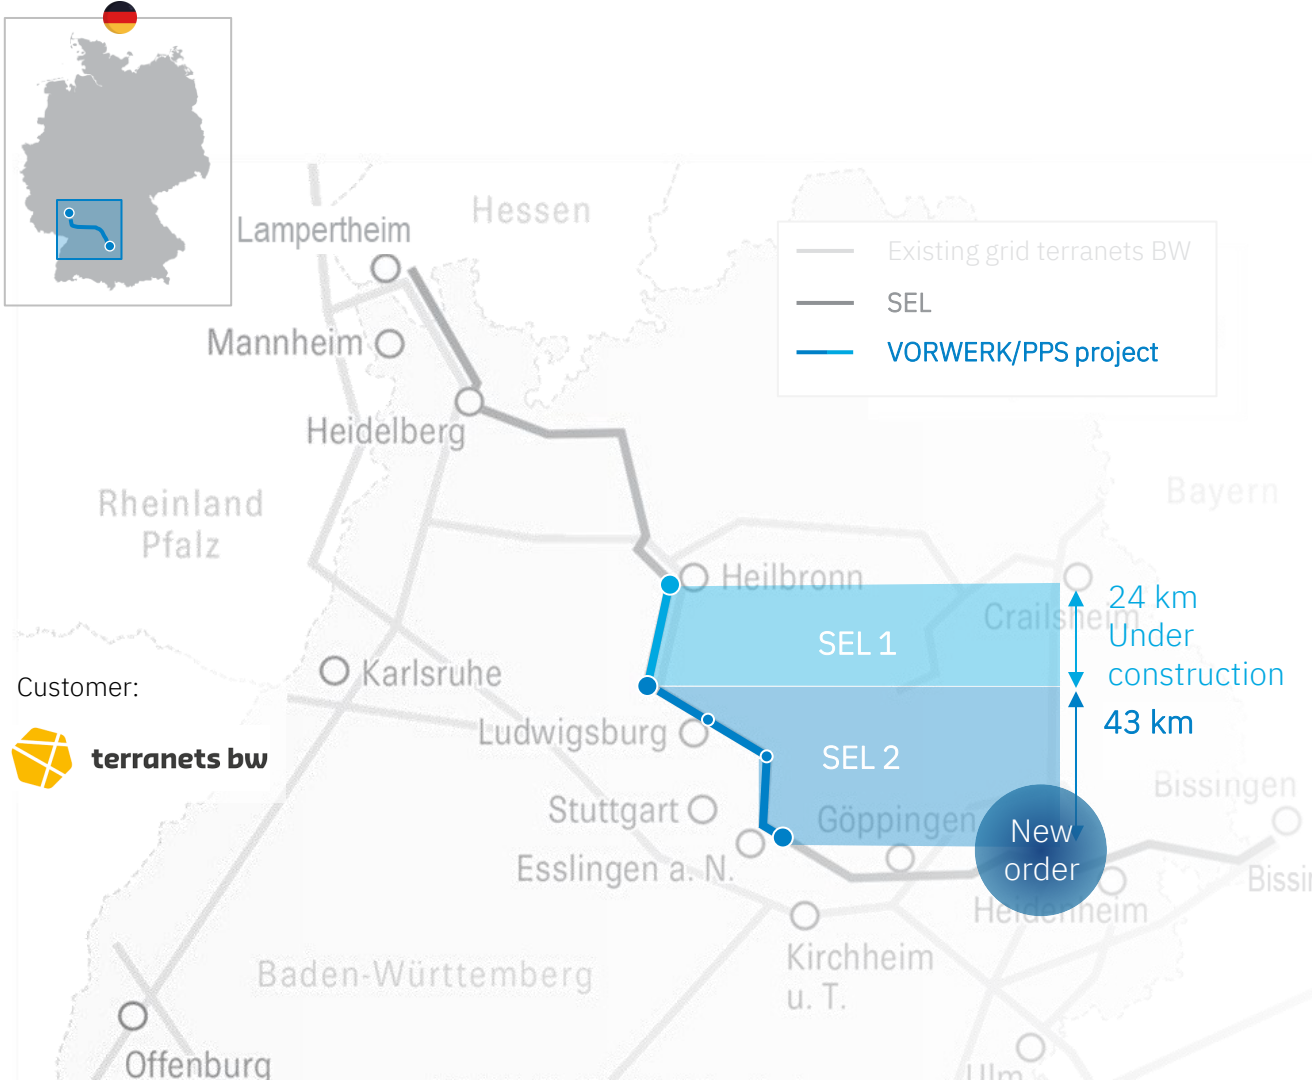 Lampertheim
Hessen
Existing grid terranets BW
SEL
VORWERK/PPS project
Mannheim
Heidelberg
Rheinland
Pfalz
Bayern
Heilbronn
Crailsheim
24 km
Under
construction
SEL 1
Karlsruhe
Customer:
terranets bw
Ludwigsburg
43 km
SEL 2
Bissingen
Stuttgart
Göppingen
New
order
Esslingen a. N.
Bissin
Heidenheim
Kirchheim
u. T.
Baden-Württemberg
Offenburg
Ulm